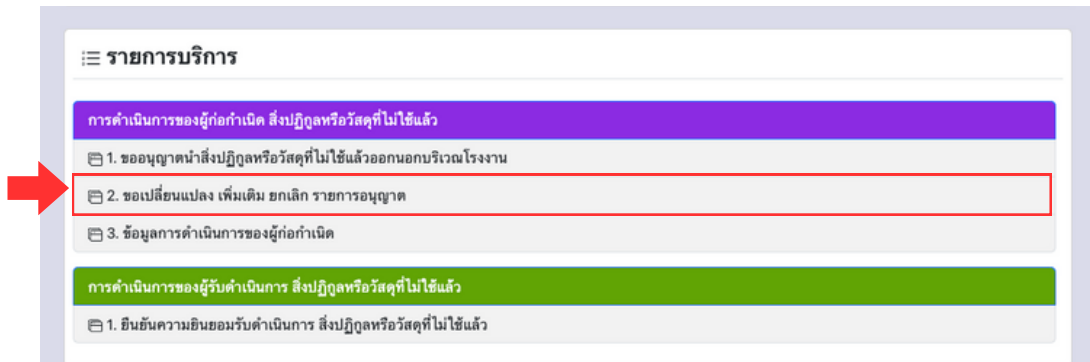 รายการบริการ
การดำเนินการของผู้ก่อกำเนิด สิ่งปฏิกูลหรือวัสดุที่ไม่ใช้แล้ว
1. ขออนุญาตนำสิ่งปฏิกูลหรือวัสดุที่ไม่ใช้แล้วออกนอกบริเวณโรงงาน
2. ขอเปลี่ยนแปลง เพิ่มเติม ยกเลิก รายการอนุญาต
3. ข้อมูลการดำเนินการของผู้ก่อกำเนิด
การดำเนินการของผู้รับดำเนินการ สิ่งปฏิกูลหรือวัสดุที่ไม่ใช้แล้ว
1. ยืนยันความยินยอมรับดำเนินการ สิ่งปฏิกูลหรือวัสดุที่ไม่ใช้แล้ว